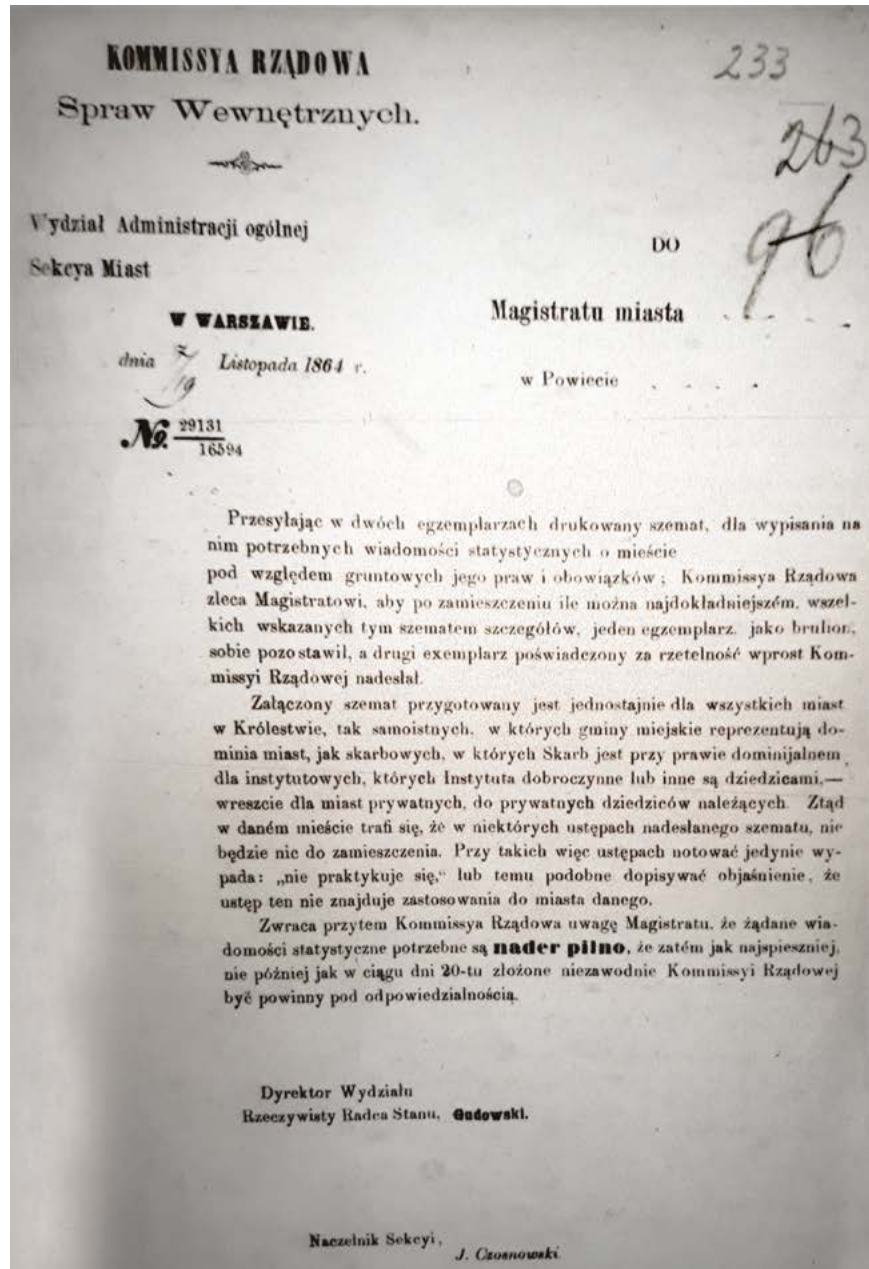 KOMMISSYA RZĄDOWA
Spraw Wewnętrznych.
233
263
96
Wydział Administracji ogólnej
Sekcya Miast
DO
W WARSZAWIE.
Magistratu miasta . . . .
dnia 7/19 Listopada 1864 r.
w Powiecie . . . .
No. 29131
16594
Przesyłając w dwóch egzemplarzach drukowany szemat, dla wypisania na
nim potrzebnych wiadomości statystycznych o mieście
pod względem gruntowych jego praw i obowiązków; Kommissya Rządowa
zleca Magistratowi, aby po zamieszczeniu ile można najdokładniejszém, wszel-
kich wskazanych tym szematem szczegółów, jeden egzemplarz, jako brulion,
sobie pozostawił, a drugi exemplarz poświadczony za rzetelność wprost Kom-
missyi Rządowej nadesłał.
Załączony szemat przygotowany jest jednostajnie dla wszystkich miast
w Królestwie, tak samoistnych, w których gminy miejskie reprezentują do-
minia miast, jak skarbowych, w których Skarb jest przy prawie dominijalnem,
dla instytutowych, których Instytuta dobroczynne lub inne są dziedzicami,—
wreszcie dla miast prywatnych, do prywatnych dziedziców należących. Ztąd
w daném mieście trafi się, że w niektórych ustępach nadesłanego szematu, nie
będzie nic do zamieszczenia. Przy takich więc ustępach notować jedynie wy-
pada: „nie praktykuje się,“ lub temu podobne dopisywać objaśnienie, że
ustęp ten nie znajduje zastosowania do miasta danego.
Zwraca przytem Kommissya Rządowa uwagę Magistratu, że żądane wia-
domości statystyczne potrzebne są nader pilno, że zatém jak najspieszniej,
nie później jak w ciągu dni 20-tu złożone niezawodnie Kommissyi Rządowej
być powinny pod odpowiedzialnością.
Dyrektor Wydziału
Rzeczywisty Radca Stanu, Gudowski.
Naczelnik Sekcyi,
J. Czosnowski